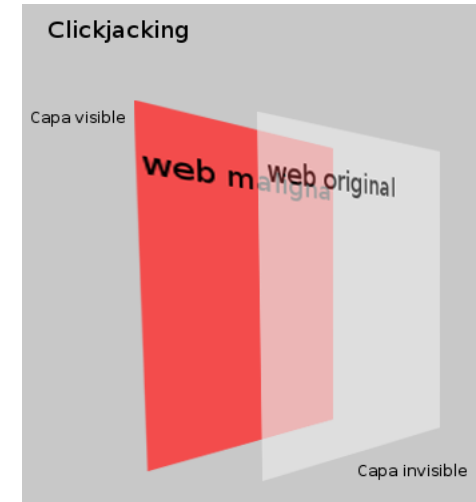 Clickjacking
Capa visible
web maligna
web original
Capa invisible